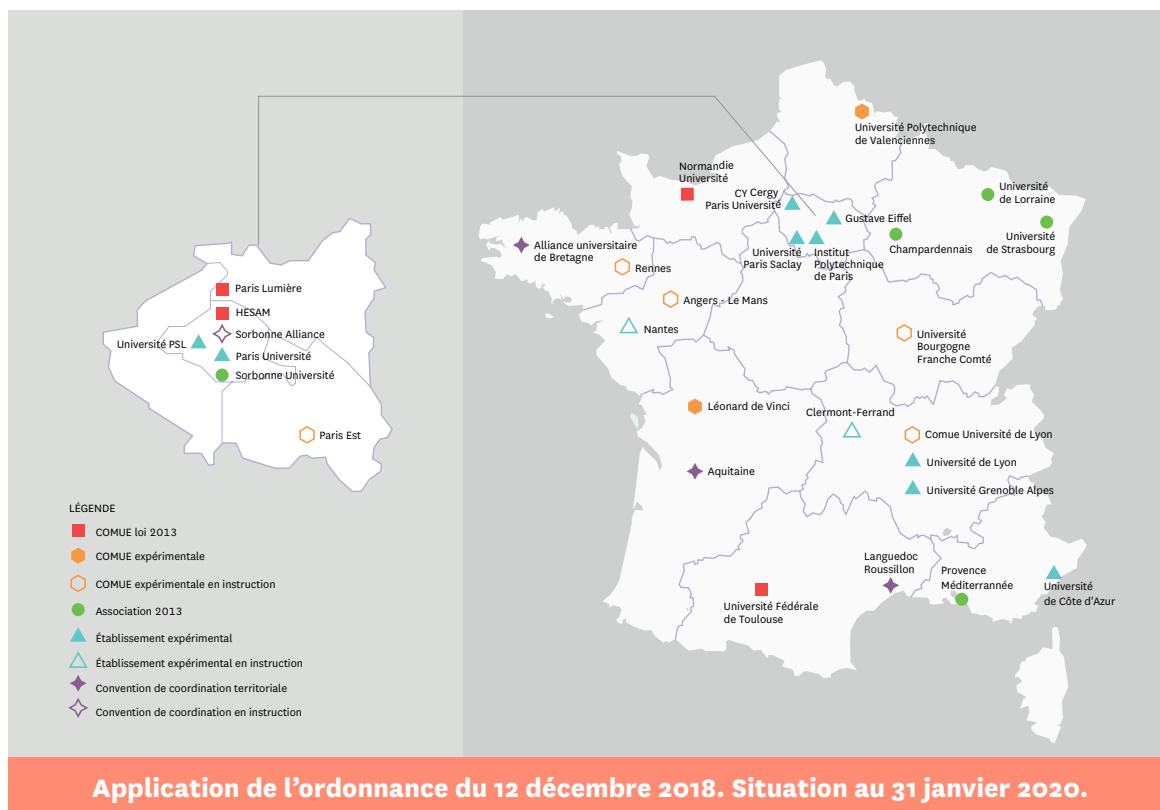 Université Polytechnique
de Valenciennes
Normandie
Université
CY Cergy
Paris Université
Gustave Eiffel
Université
de Lorraine
Université
de Strasbourg
Champardennais
Université
Paris Saclay
Institut
Polytechnique
de Paris
Alliance universitaire
de Bretagne
Rennes
Angers - Le Mans
Nantes
Université
Bourgogne
Franche Comté
Léonard de Vinci
Clermont-Ferrand
Comue Université de Lyon
Université de Lyon
Université Grenoble Alpes
Aquitaine
Languedoc
Roussillon
Provence
Méditerrannée
Université
de Côte d'Azur
Université Fédérale
de Toulouse
Paris Lumière
HESAM
Sorbonne Alliance
Université PSL
Paris Université
Sorbonne Université
Paris Est
LÉGENDE
COMUE loi 2013
COMUE expérimentale
COMUE expérimentale en instruction
Association 2013
Établissement expérimental
Établissement expérimental en instruction
Convention de coordination territoriale
Convention de coordination en instruction
Application de l'ordonnance du 12 décembre 2018. Situation au 31 janvier 2020.